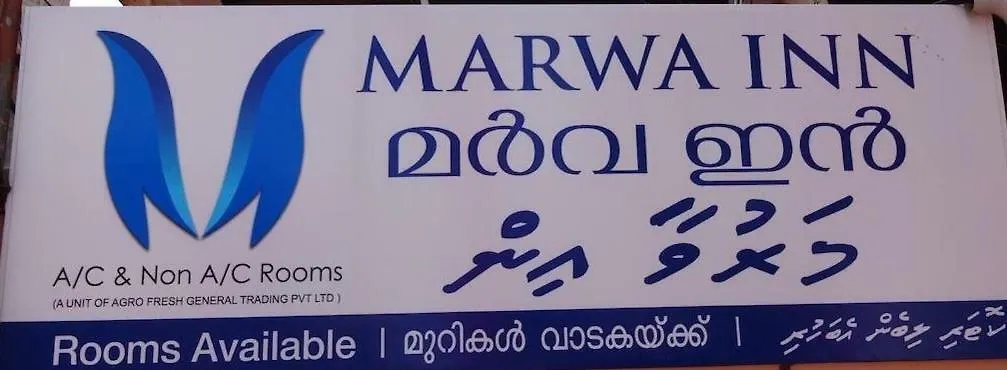 MARWA INN
മർവ ഇൻ
މަރުވާ އިން
A/C & Non A/C Rooms
(A UNIT OF AGRO FRESH GENERAL TRADING PVT LTD)
Rooms Available | മുറികൾ വാടകയ്ക്ക് | ކޮޓަރި ލިބެން އެބަހުރި